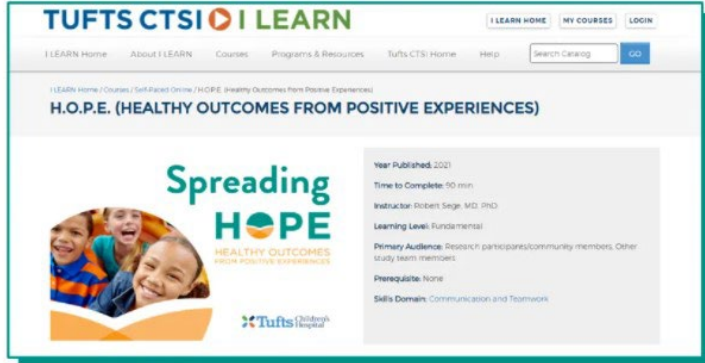 TUFTS CTSI I LEARN
I LEARN HOME MY COURSES LOGIN
I LEARN Home About I LEARN Courses Programs & Resources Tufts CTSI Home Help Search Catalog GO
I LEARN Home / Courses / Self-Paced Online / H.O.P.E. (Healthy Outcomes from Positive Experiences)
H.O.P.E. (HEALTHY OUTCOMES FROM POSITIVE EXPERIENCES)
Spreading
HOPE
HEALTHY OUTCOMES
FROM POSITIVE EXPERIENCES
Tufts Children's
Hospital
Year Published: 2021
Time to Complete: 90 min
Instructor: Robert Sege, MD, PhD,
Learning Level: Fundamental
Primary Audience: Research participants/community members, Other
study team members
Prerequisite: None
Skills Domain: Communication and Teamwork